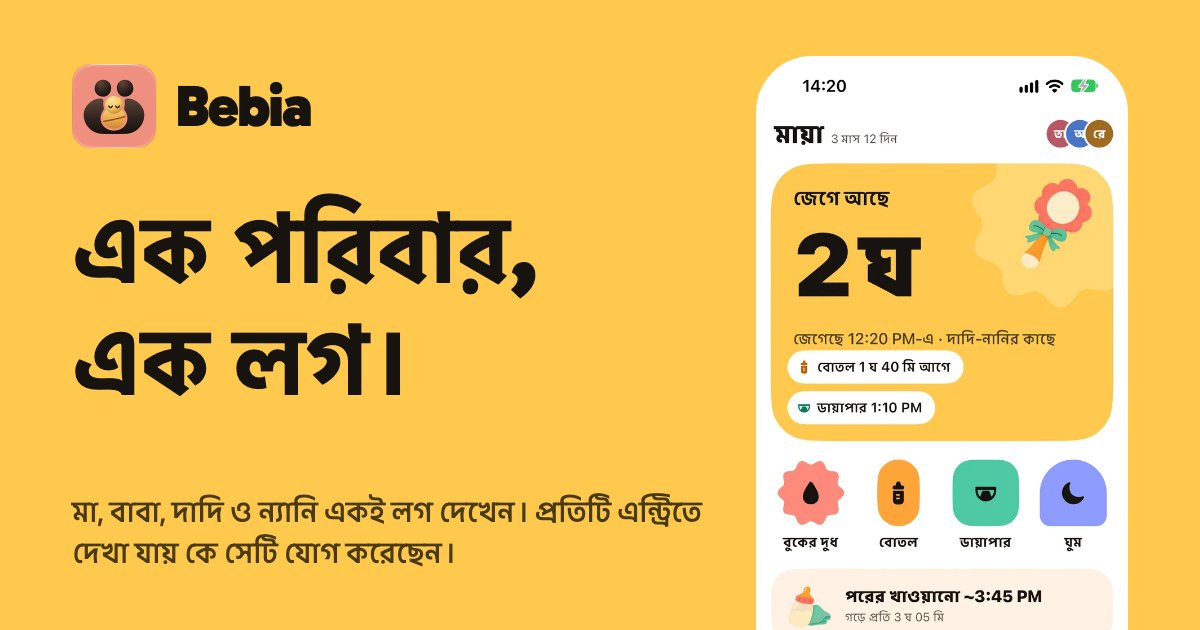 Bebia
এক পরিবার,
এক লগ।
মা, বাবা, দাদি ও ন্যানি একই লগ দেখেন। প্রতিটি এন্ট্রিতে
দেখা যায় কে সেটি যোগ করেছেন।
14:20
মায়া 3 মাস 12 দিন
তা অ রে
জেগে আছে
2ঘ
জেগেছে 12:20 PM-এ · দাদি-নানির কাছে
বোতল 1 ঘ 40 মি আগে
ডায়াপার 1:10 PM
বুকের দুধ বোতল ডায়াপার ঘুম
পরের খাওয়ানো ~3:45 PM
গড়ে প্রতি 3 ঘ 05 মি